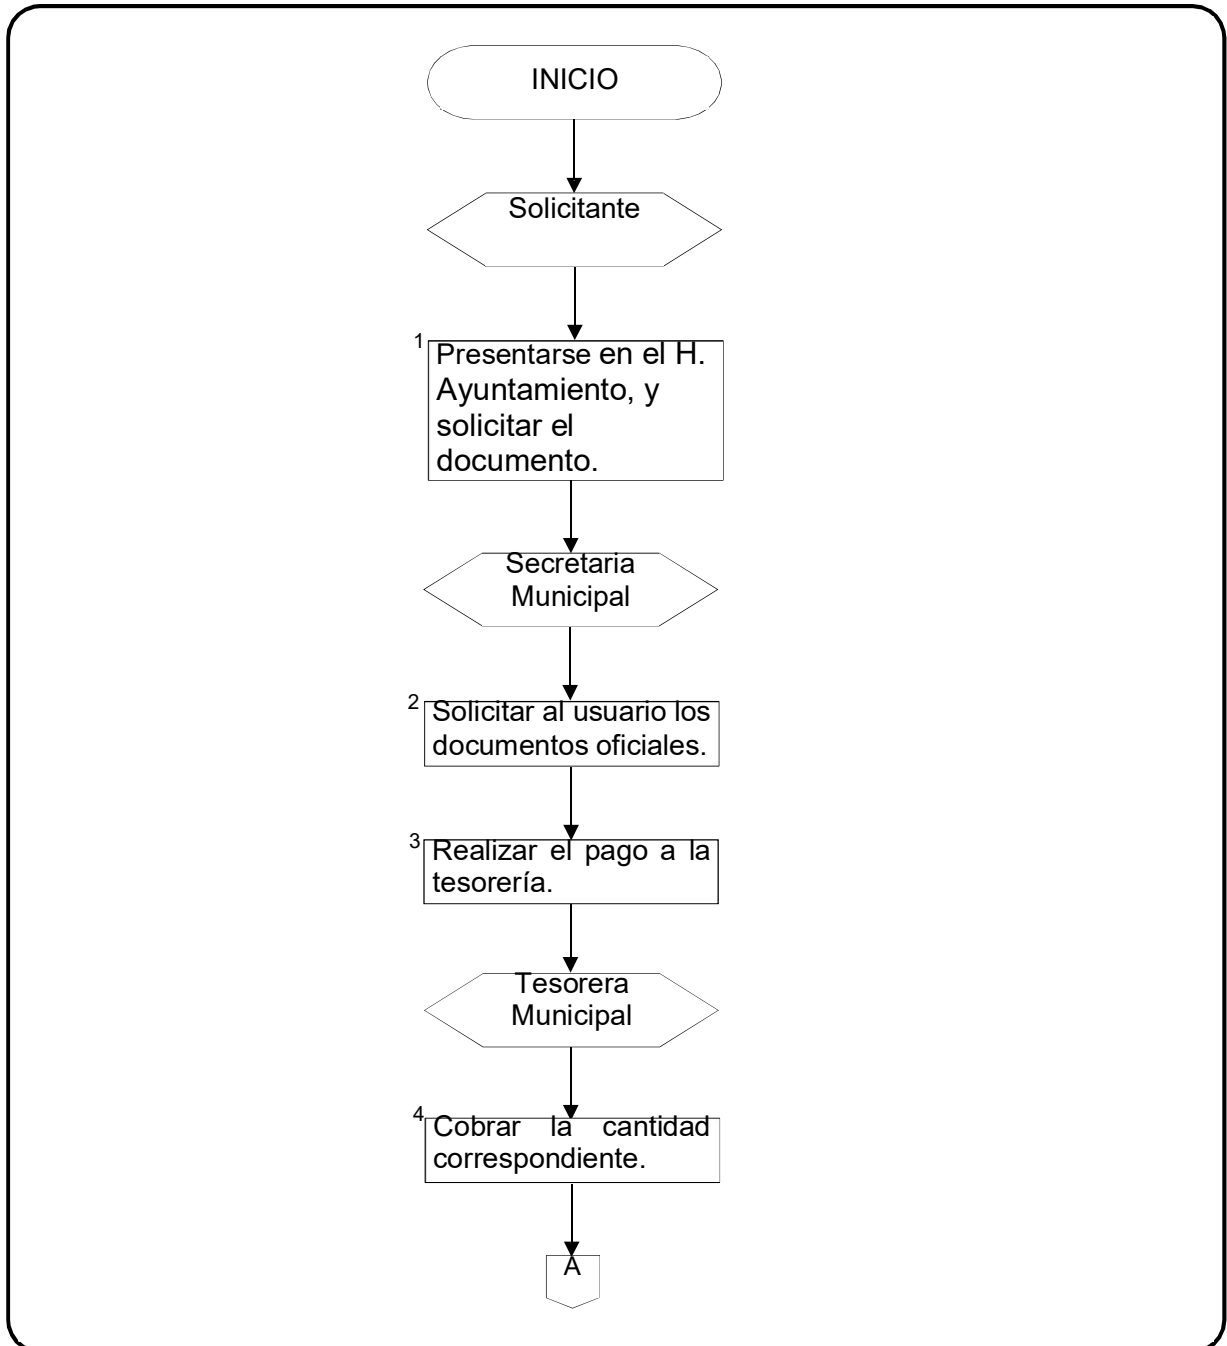 INICIO
Solicitante
1
Presentarse en el H.
Ayuntamiento, y
solicitar el
documento.
Secretaria
Municipal
2
Solicitar al usuario los
documentos oficiales.
3
Realizar el pago a la
tesorería.
Tesorera
Municipal
4
Cobrar la cantidad
correspondiente.
A